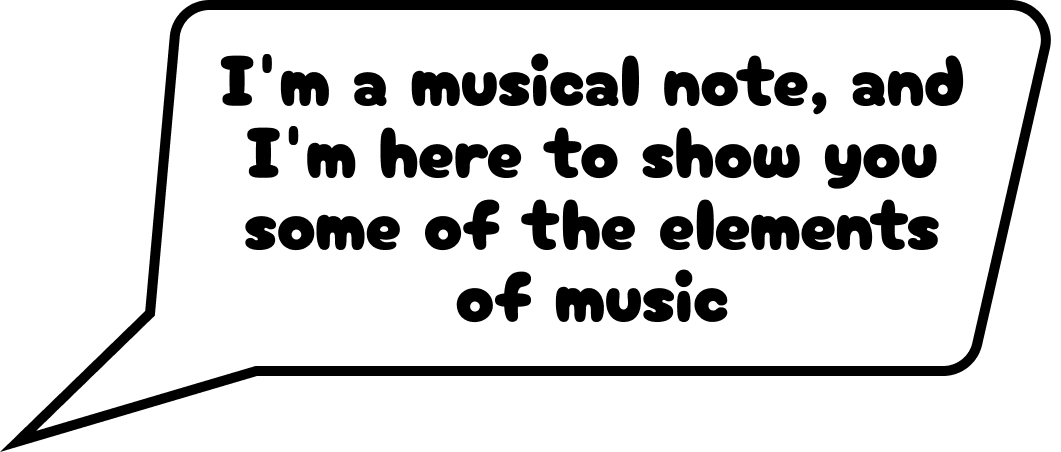 I'm a musical note, and
I'm here to show you
some of the elements
of music